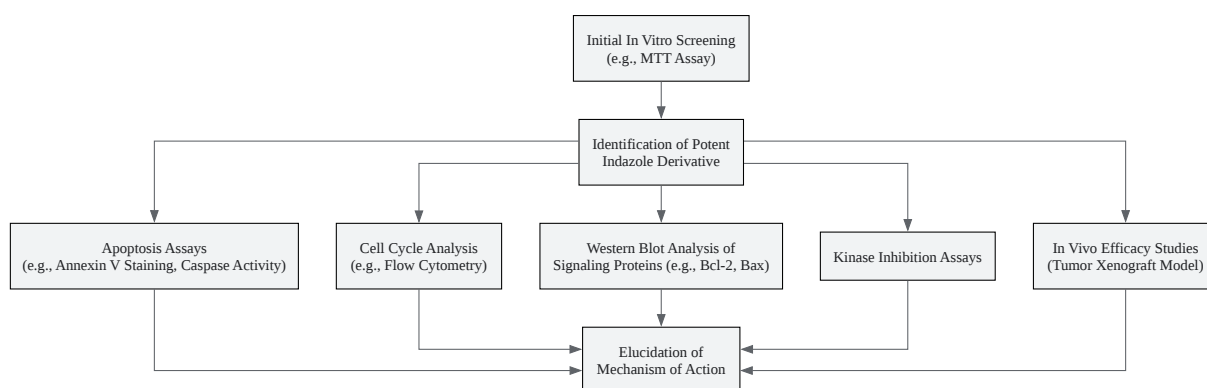 Initial In Vitro Screening
(e.g., MTT Assay)
Identification of Potent
Indazole Derivative
Apoptosis Assays
(e.g., Annexin V Staining, Caspase Activity)
Cell Cycle Analysis
(e.g., Flow Cytometry)
Western Blot Analysis of
Signaling Proteins (e.g., Bcl-2, Bax)
Kinase Inhibition Assays
In Vivo Efficacy Studies
(Tumor Xenograft Model)
Elucidation of
Mechanism of Action